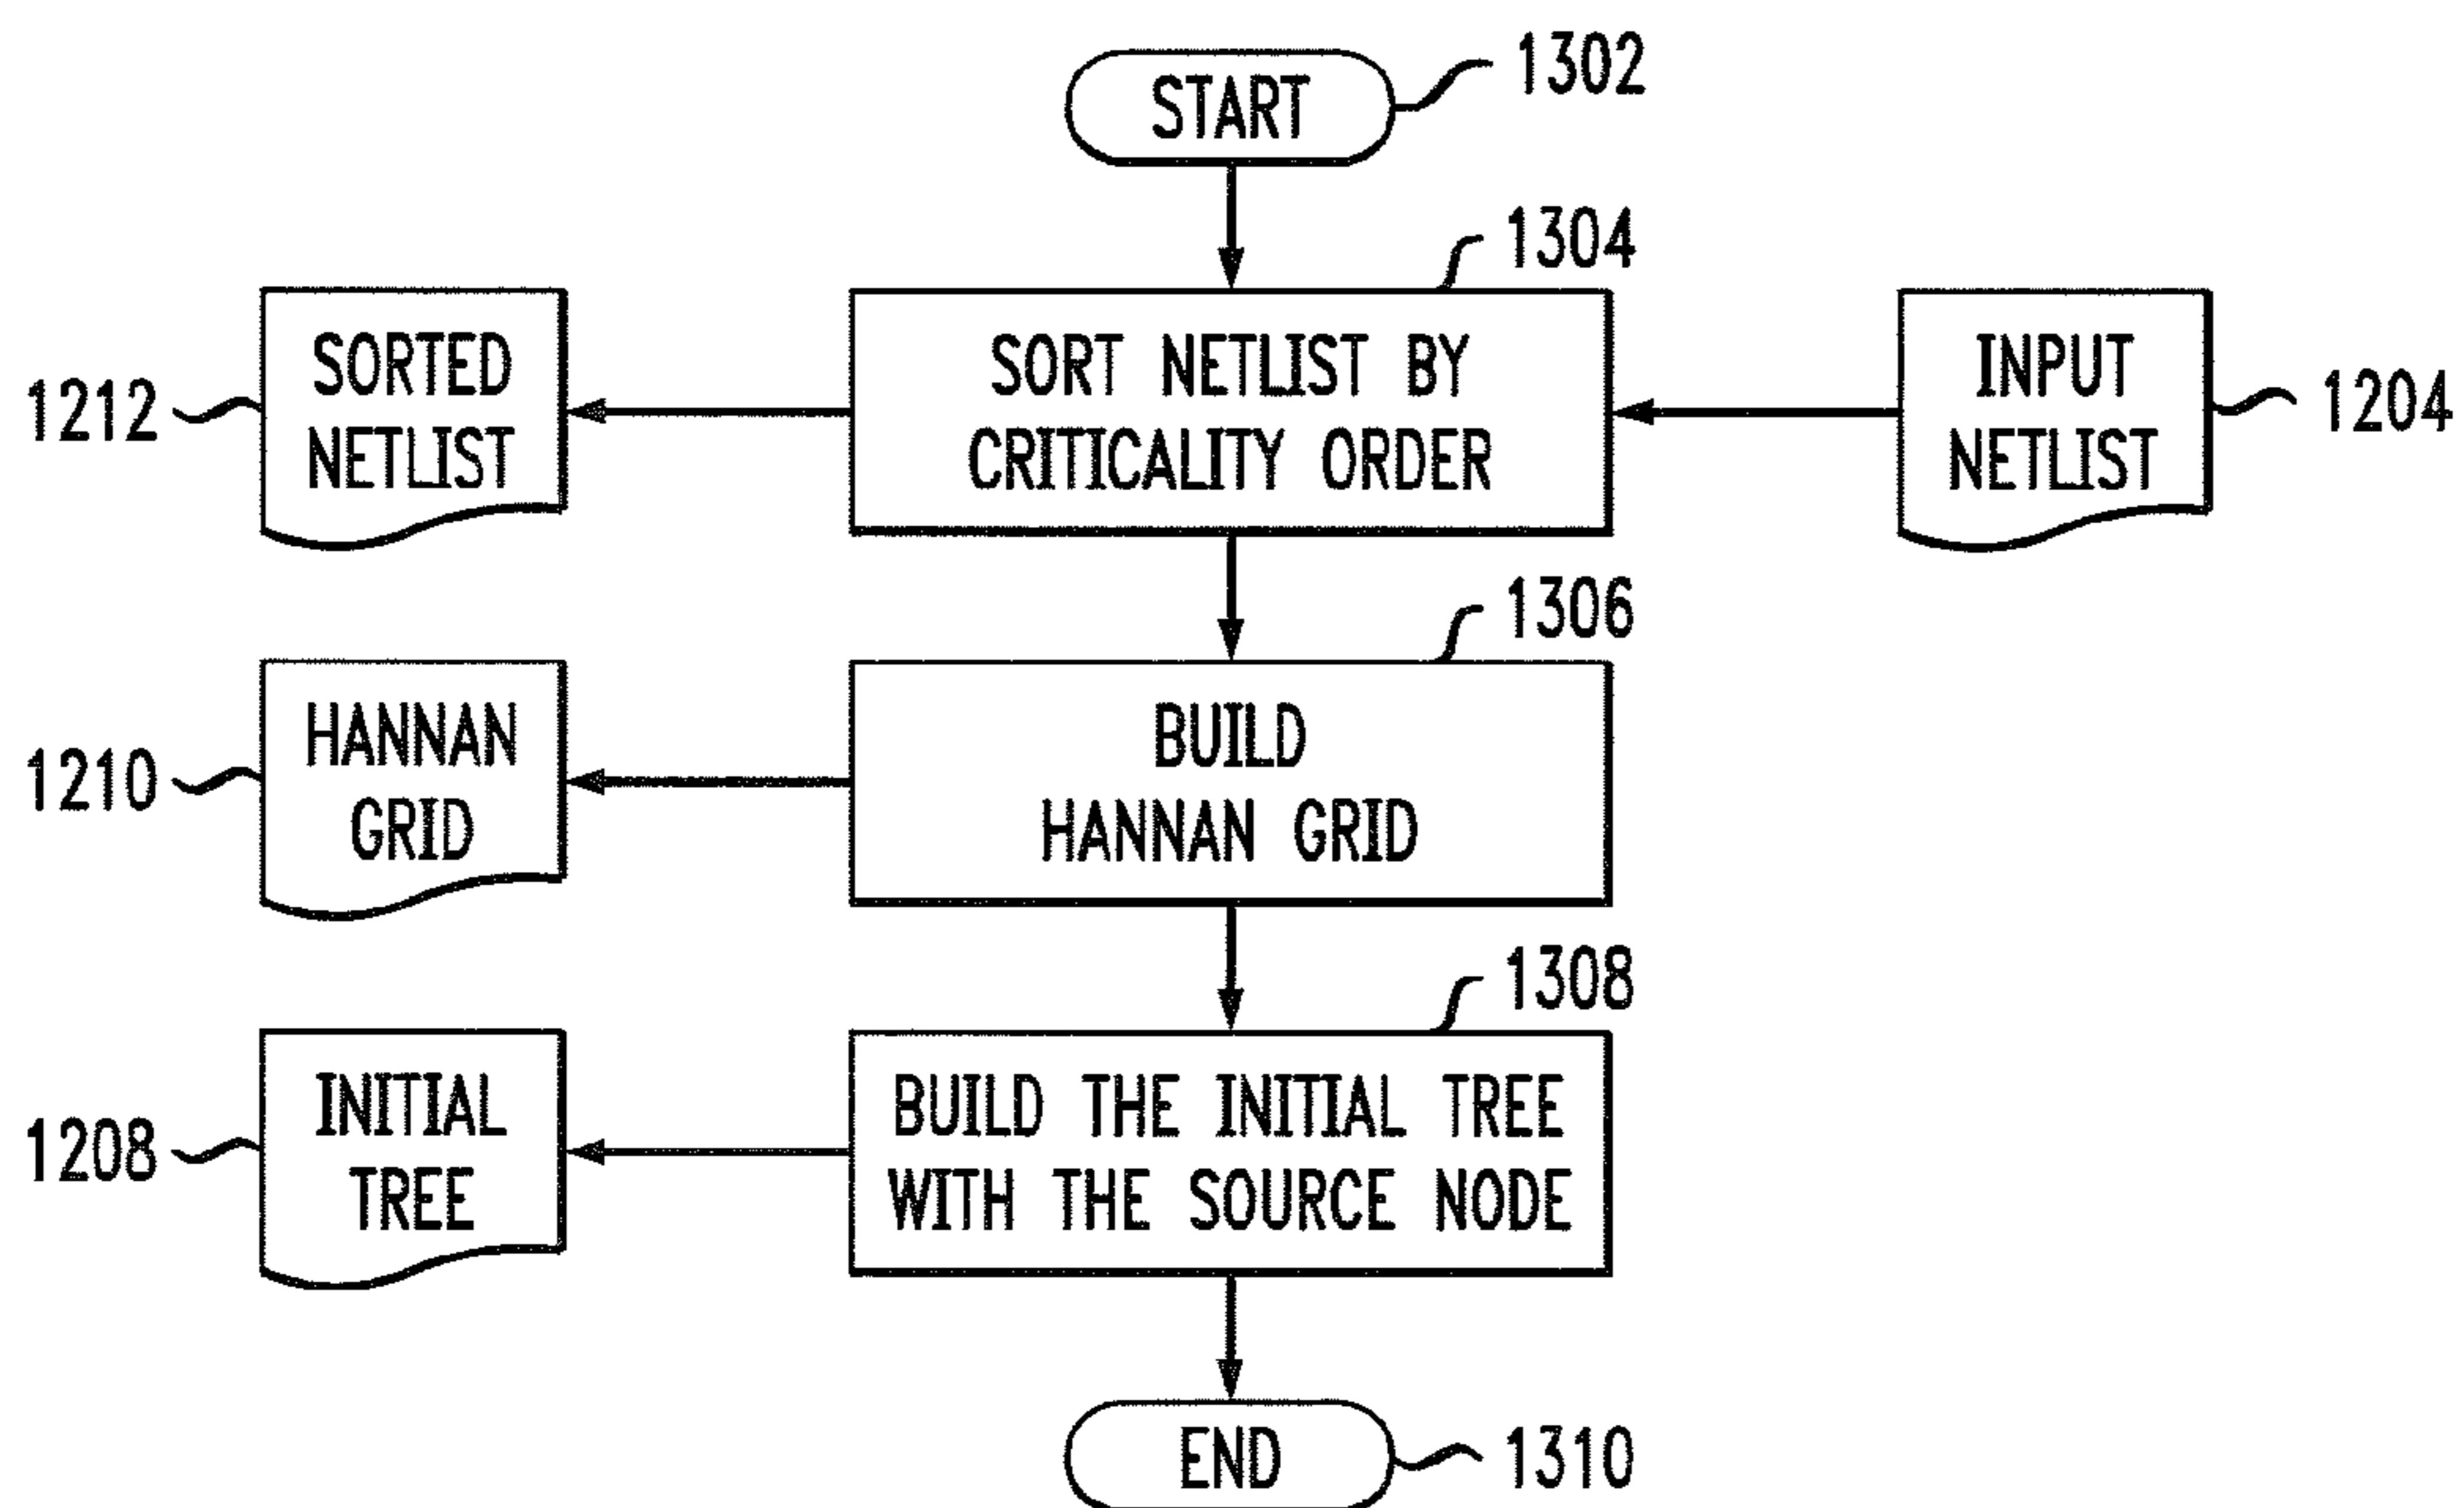 START
1302
1304
SORTED
NETLIST
1212
SORT NETLIST BY
CRITICALITY ORDER
INPUT
NETLIST
1204
1306
HANNAN
GRID
1210
BUILD
HANNAN GRID
1308
INITIAL
TREE
1208
BUILD THE INITIAL TREE
WITH THE SOURCE NODE
END
1310